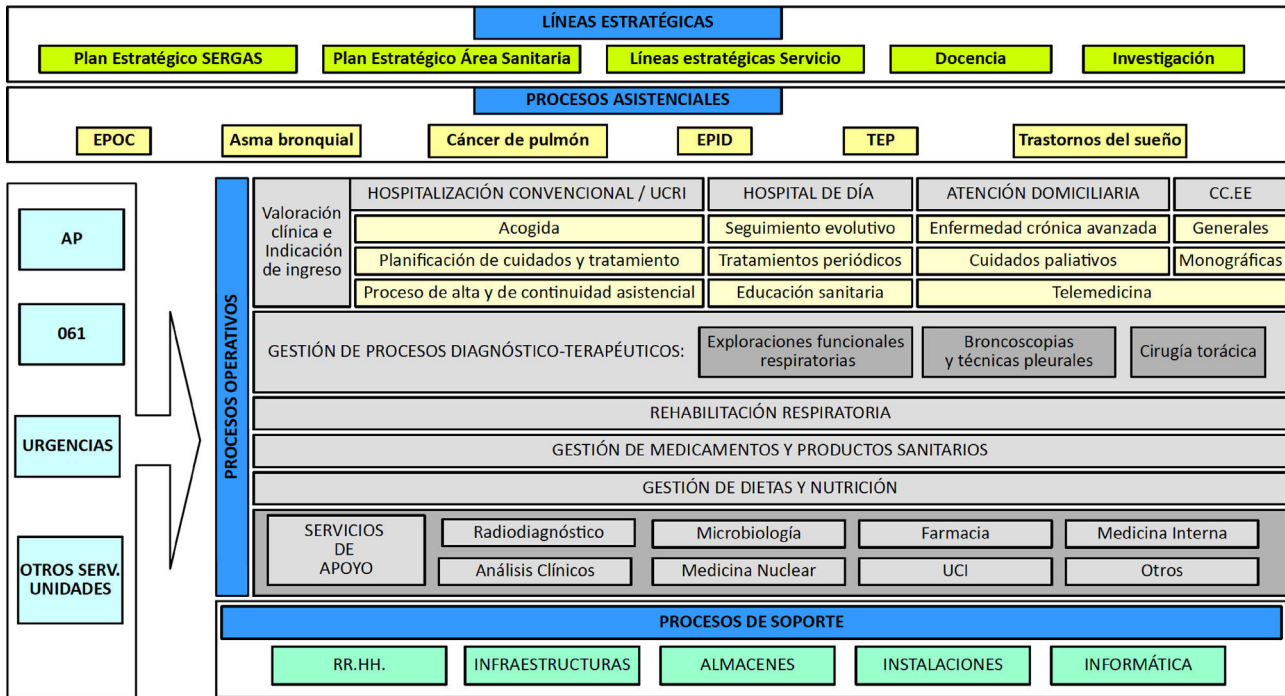 LÍNEAS ESTRATÉGICAS
Plan Estratégico SERGAS
Plan Estratégico Área Sanitaria
Líneas estratégicas Servicio
Docencia
Investigación
PROCESOS ASISTENCIALES
EPOC
Asma bronquial
Cáncer de pulmón
EPID
TEP
Trastornos del sueño
AP
061
URGENCIAS
OTROS SERV.
UNIDADES
PROCESOS OPERATIVOS
Valoración
clínica e
Indicación
de ingreso
HOSPITALIZACIÓN CONVENCIONAL / UCRI
HOSPITAL DE DÍA
ATENCIÓN DOMICILIARIA
CC.EE
Acogida
Seguimiento evolutivo
Enfermedad crónica avanzada
Generales
Planificación de cuidados y tratamiento
Tratamientos periódicos
Cuidados paliativos
Monográficas
Proceso de alta y de continuidad asistencial
Educación sanitaria
Telemedicina
GESTIÓN DE PROCESOS DIAGNÓSTICO-TERAPÉUTICOS:
Exploraciones funcionales
respiratorias
Broncoscopias
y técnicas pleurales
Cirugía torácica
REHABILITACIÓN RESPIRATORIA
GESTIÓN DE MEDICAMENTOS Y PRODUCTOS SANITARIOS
GESTIÓN DE DIETAS Y NUTRICIÓN
SERVICIOS
DE
APOYO
Radiodiagnóstico
Microbiología
Farmacia
Medicina Interna
Análisis Clínicos
Medicina Nuclear
UCI
Otros
PROCESOS DE SOPORTE
RR.HH.
INFRAESTRUCTURAS
ALMACENES
INSTALACIONES
INFORMÁTICA